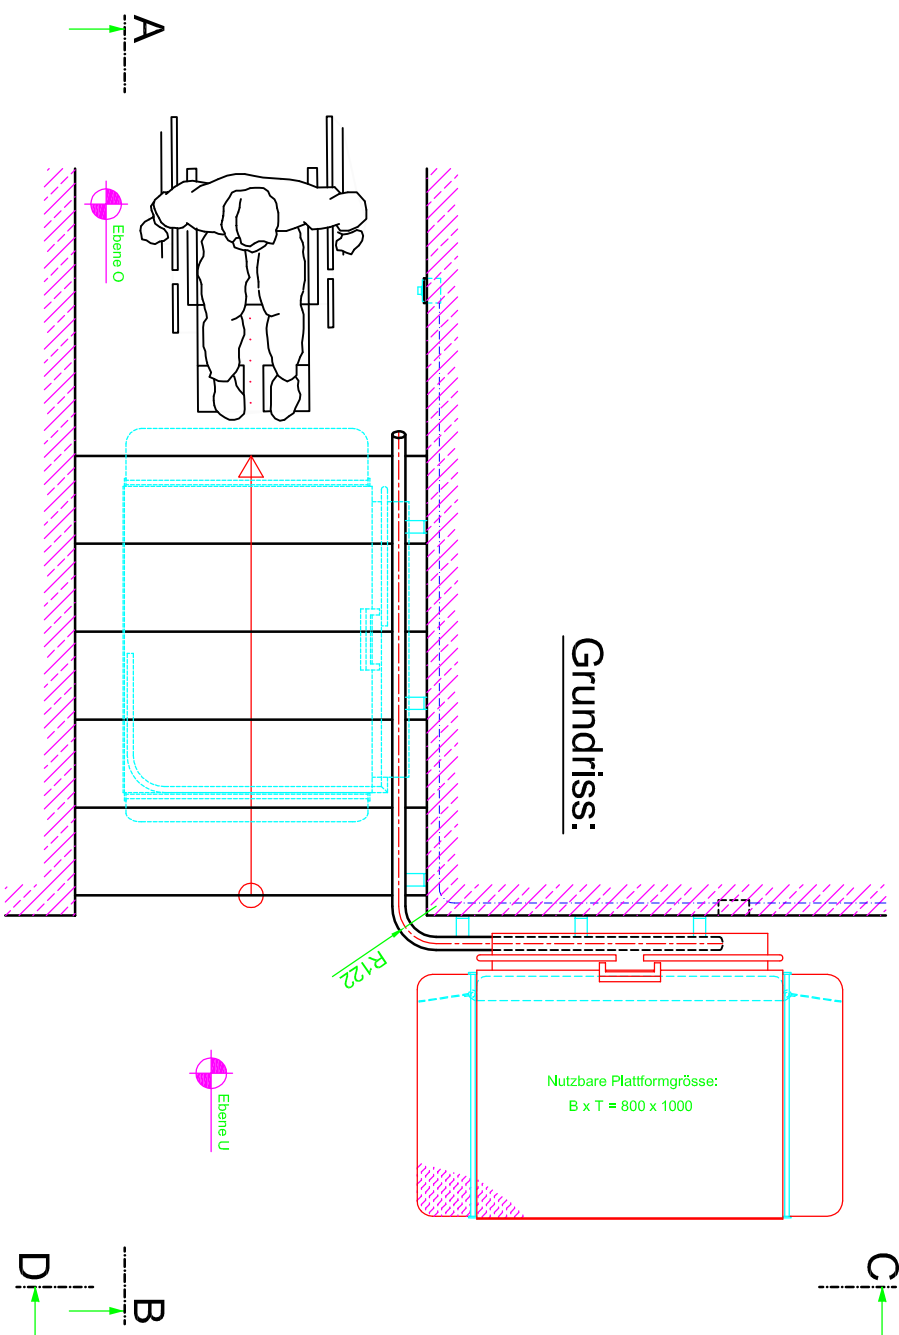 A
Ebene O
Grundriss:
R122
Nutzbare Plattformgrösse:
B x T = 800 x 1000
Ebene U
D
B
C